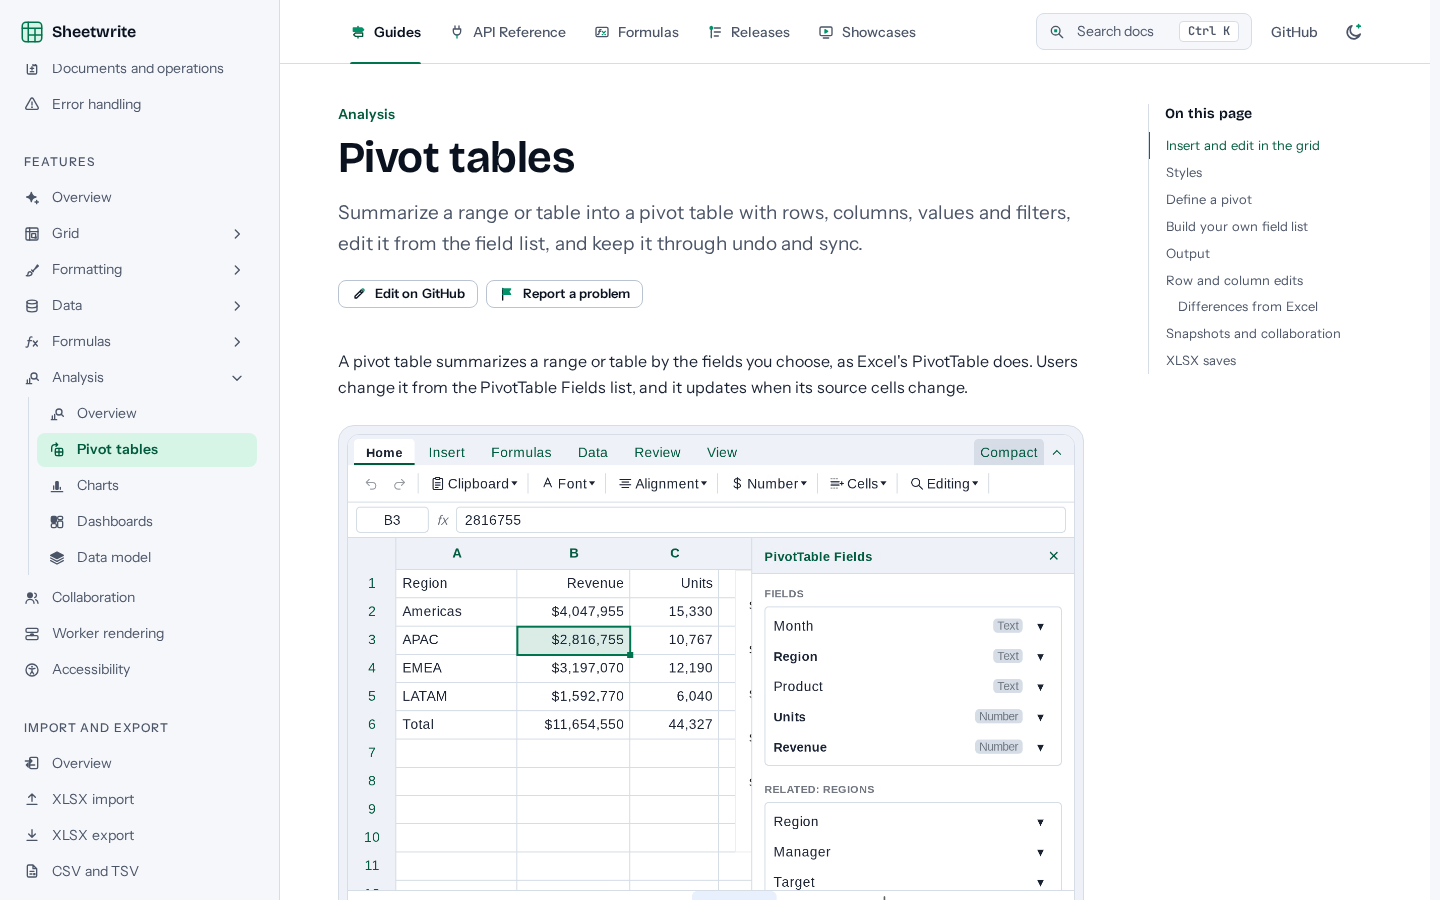 Sheetwrite
Documents and operations
Error handling
FEATURES
Overview
Grid
Formatting
Data
Formulas
Analysis
Overview
Pivot tables
Charts
Dashboards
Data model
Collaboration
Worker rendering
Accessibility
IMPORT AND EXPORT
Overview
XLSX import
XLSX export
CSV and TSV
Guides
API Reference
Formulas
Releases
Showcases
Search docs
Ctrl K
GitHub
Analysis
Pivot tables
Summarize a range or table into a pivot table with rows, columns, values and filters,
edit it from the field list, and keep it through undo and sync.
Edit on GitHub
Report a problem
A pivot table summarizes a range or table by the fields you choose, as Excel's PivotTable does. Users
change it from the PivotTable Fields list, and it updates when its source cells change.
Home Insert Formulas Data Review View Compact
Clipboard Font Alignment Number Cells Editing
B3 fx 2816755
A B C
1 Region Revenue Units
2 Americas $4,047,955 15,330
3 APAC $2,816,755 10,767
4 EMEA $3,197,070 12,190
5 LATAM $1,592,770 6,040
6 Total $11,654,550 44,327
7
8
9
10
11
PivotTable Fields
FIELDS
Month Text
Region Text
Product Text
Units Number
Revenue Number
RELATED: REGIONS
Region
Manager
Target
On this page
Insert and edit in the grid
Styles
Define a pivot
Build your own field list
Output
Row and column edits
Differences from Excel
Snapshots and collaboration
XLSX saves